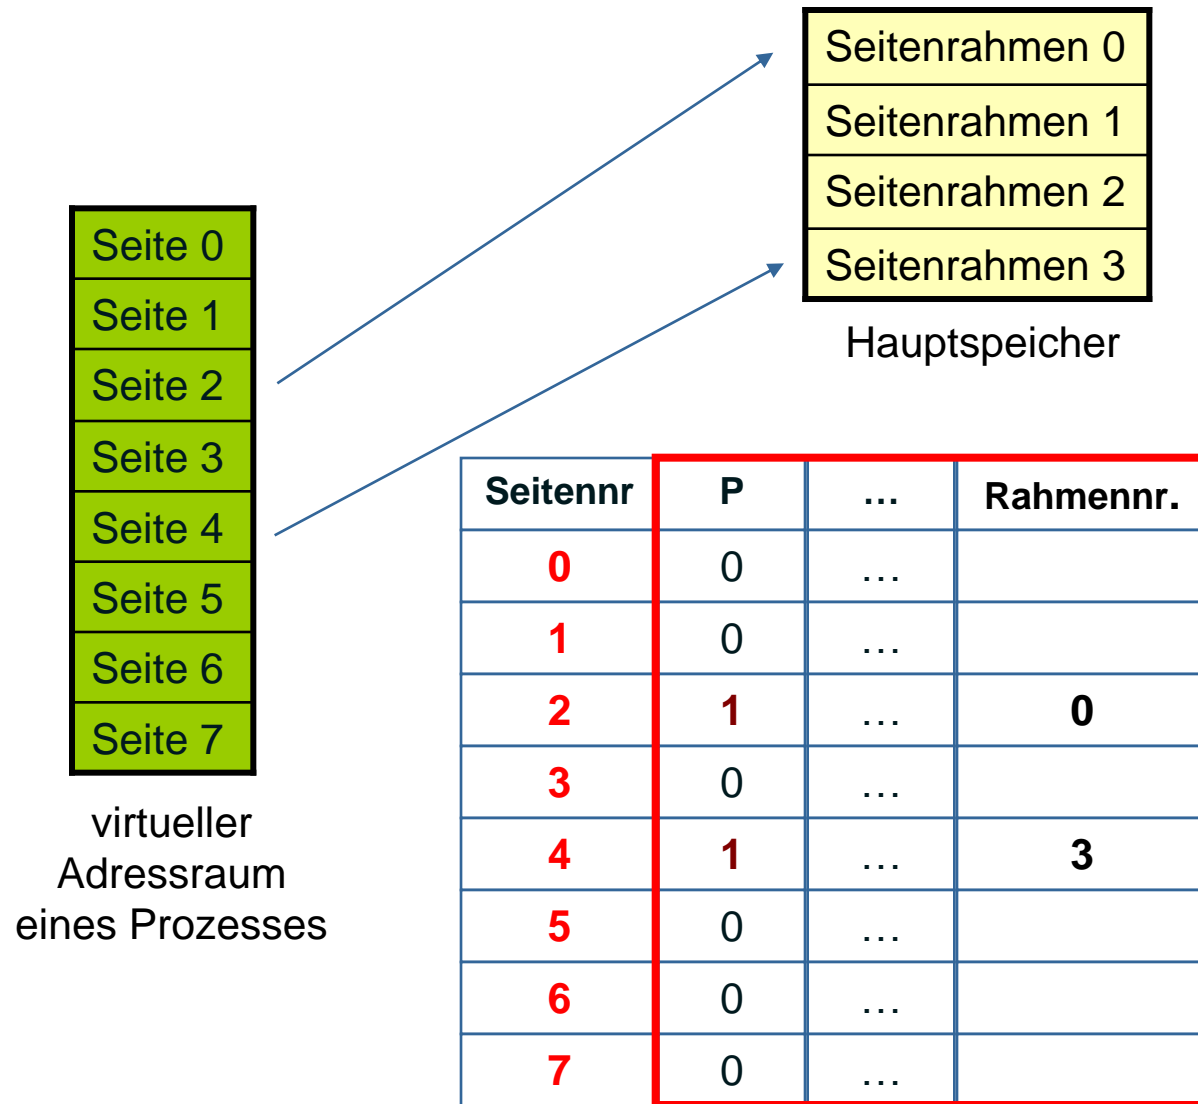 Seitenrahmen 0
Seitenrahmen 1
Seitenrahmen 2
Seitenrahmen 3
Hauptspeicher
Seite 0
Seite 1
Seite 2
Seite 3
Seite 4
Seite 5
Seite 6
Seite 7
virtueller
Adressraum
eines Prozesses
Seitennr P … Rahmennr.
0 0 …
1 0 …
2 1 … 0
3 0 …
4 1 … 3
5 0 …
6 0 …
7 0 …